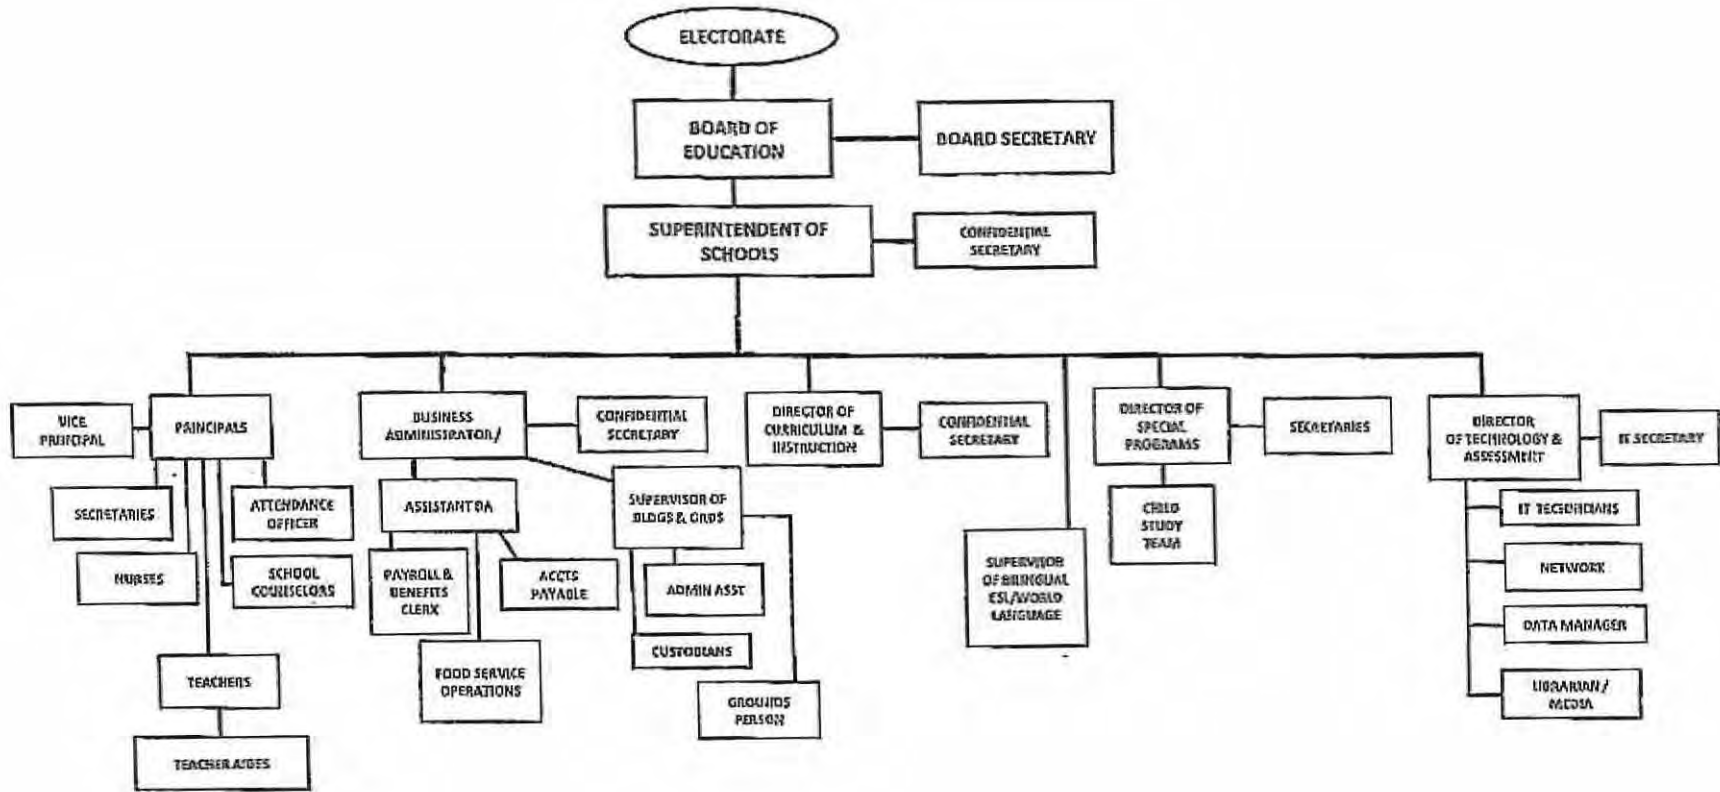 ELECTORATE
BOARD OF
EDUCATION
BOARD SECRETARY
SUPERINTENDENT OF
SCHOOLS
CONFIDENTIAL
SECRETARY
VICE
PRINCIPAL
PRINCIPALS
BUSINESS
ADMINISTRATOR/
CONFIDENTIAL
SECRETARY
DIRECTOR OF
CURRICULUM &
INSTRUCTION
CONFIDENTIAL
SECRETARY
DIRECTOR OF
SPECIAL
PROGRAMS
SECRETARIES
DIRECTOR
OF TECHNOLOGY &
ASSESSMENT
IT SECRETARY
SECRETARIES
ATTENDANCE
OFFICER
NURSES
SCHOOL
COUNSELORS
TEACHERS
TEACHER AIDES
ASSISTANT BA
PAYROLL &
BENEFITS
CLERK
ACCTS
PAYABLE
FOOD SERVICE
OPERATIONS
SUPERVISOR OF
BLDGS & GRDS
ADMIN ASST
CUSTODIANS
GROUNDS
PERSON
SUPERVISOR
OF BILINGUAL
ESL/WORLD
LANGUAGE
CHILD
STUDY
TEAM
IT TECHNICIANS
NETWORK
DATA MANAGER
LIBRARIAN /
MEDIA